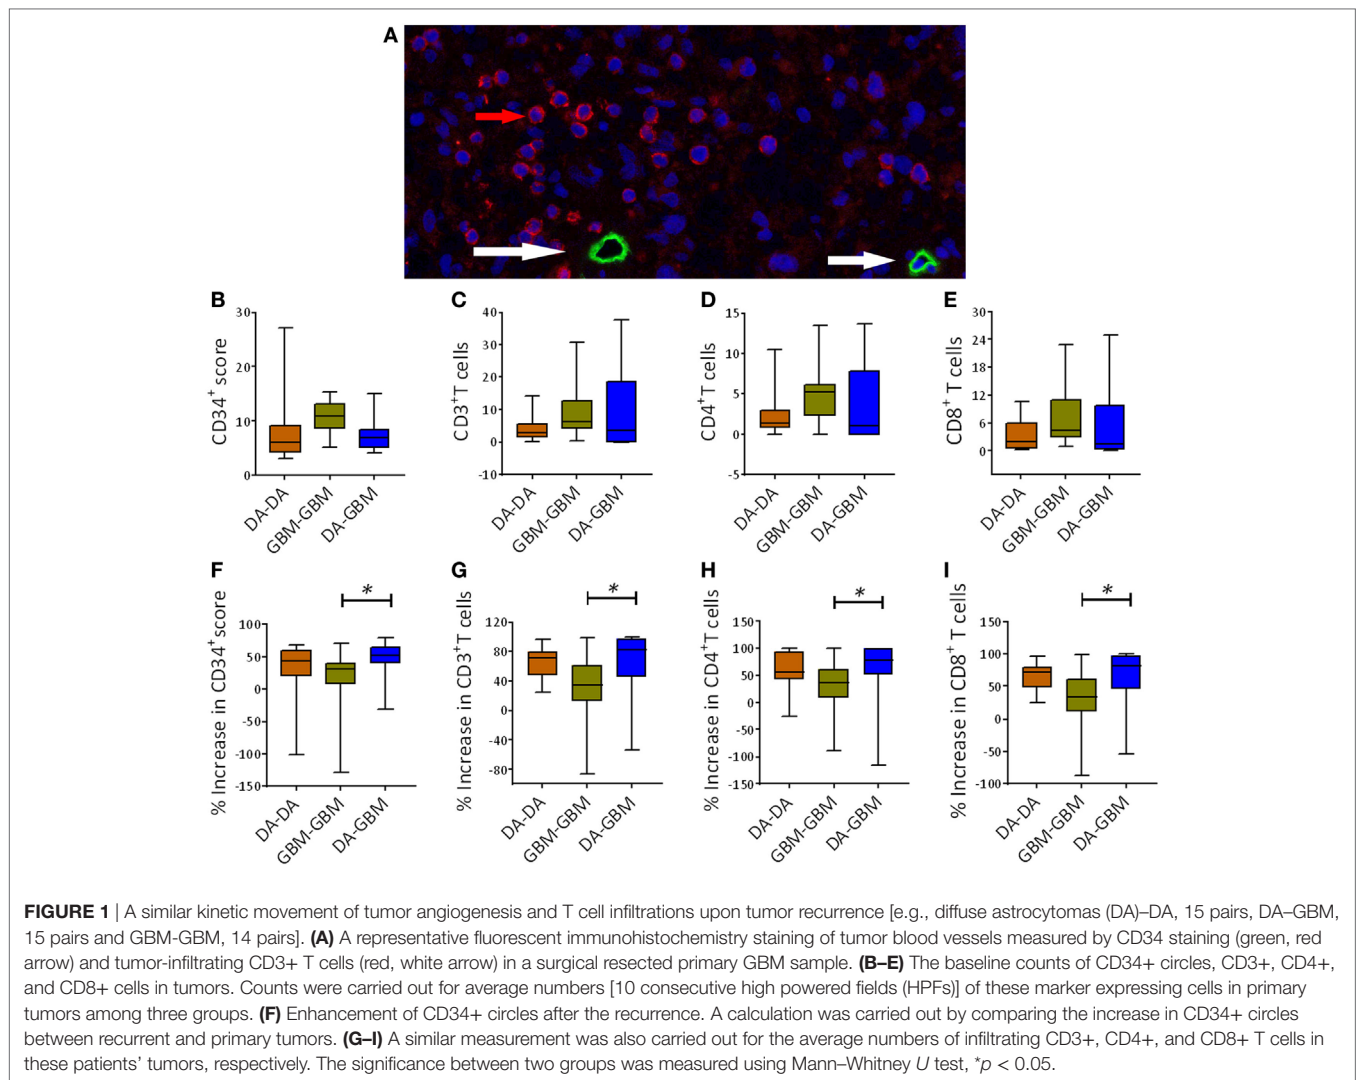 A
B
C
D
E
30
20
10
0
CD34+ score
DA-DA
GBM-GBM
DA-GBM
40
30
20
10
0
-10
CD3+T cells
DA-DA
GBM-GBM
DA-GBM
15
10
5
0
-5
CD4+T cells
DA-DA
GBM-GBM
DA-GBM
30
24
18
12
6
0
CD8+ T cells
DA-DA
GBM-GBM
DA-GBM
F
G
H
I
*
100
50
0
-50
-100
-150
% Increase in CD34+score
DA-DA
GBM-GBM
DA-GBM
*
120
80
40
0
-40
-80
% Increase in CD3+T cells
DA-DA
GBM-GBM
DA-GBM
*
150
100
50
0
-50
-100
-150
% Increase in CD4+T cells
DA-DA
GBM-GBM
DA-GBM
*
150
100
50
0
-50
-100
% Increase in CD8+ T cells
DA-DA
GBM-GBM
DA-GBM
FIGURE 1 | A similar kinetic movement of tumor angiogenesis and T cell infiltrations upon tumor recurrence [e.g., diffuse astrocytomas (DA)–DA, 15 pairs, DA–GBM,
15 pairs and GBM-GBM, 14 pairs]. (A) A representative fluorescent immunohistochemistry staining of tumor blood vessels measured by CD34 staining (green, red
arrow) and tumor-infiltrating CD3+ T cells (red, white arrow) in a surgical resected primary GBM sample. (B–E) The baseline counts of CD34+ circles, CD3+, CD4+,
and CD8+ cells in tumors. Counts were carried out for average numbers [10 consecutive high powered fields (HPFs)] of these marker expressing cells in primary
tumors among three groups. (F) Enhancement of CD34+ circles after the recurrence. A calculation was carried out by comparing the increase in CD34+ circles
between recurrent and primary tumors. (G–I) A similar measurement was also carried out for the average numbers of infiltrating CD3+, CD4+, and CD8+ T cells in
these patients' tumors, respectively. The significance between two groups was measured using Mann–Whitney U test, *p < 0.05.